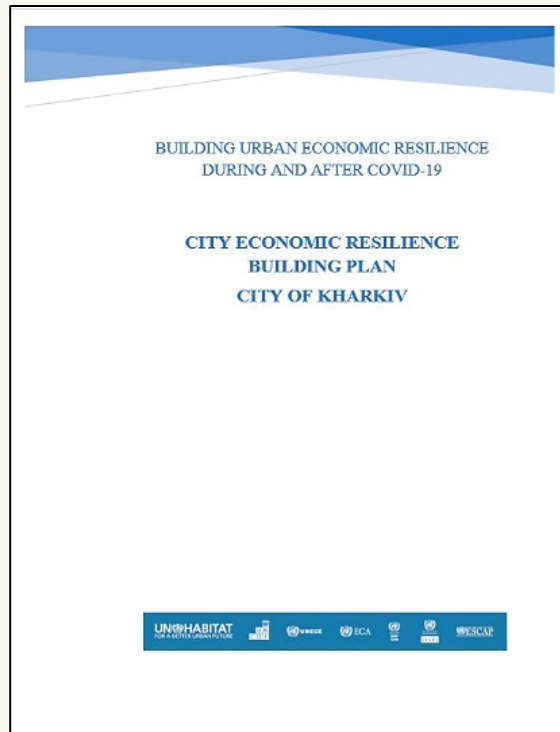 BUILDING URBAN ECONOMIC RESILIENCE
DURING AND AFTER COVID-19
CITY ECONOMIC RESILIENCE
BUILDING PLAN
CITY OF KHARKIV
UN HABITAT
FOR A BETTER URBAN FUTURE
UNECE
ECA
ESCAP